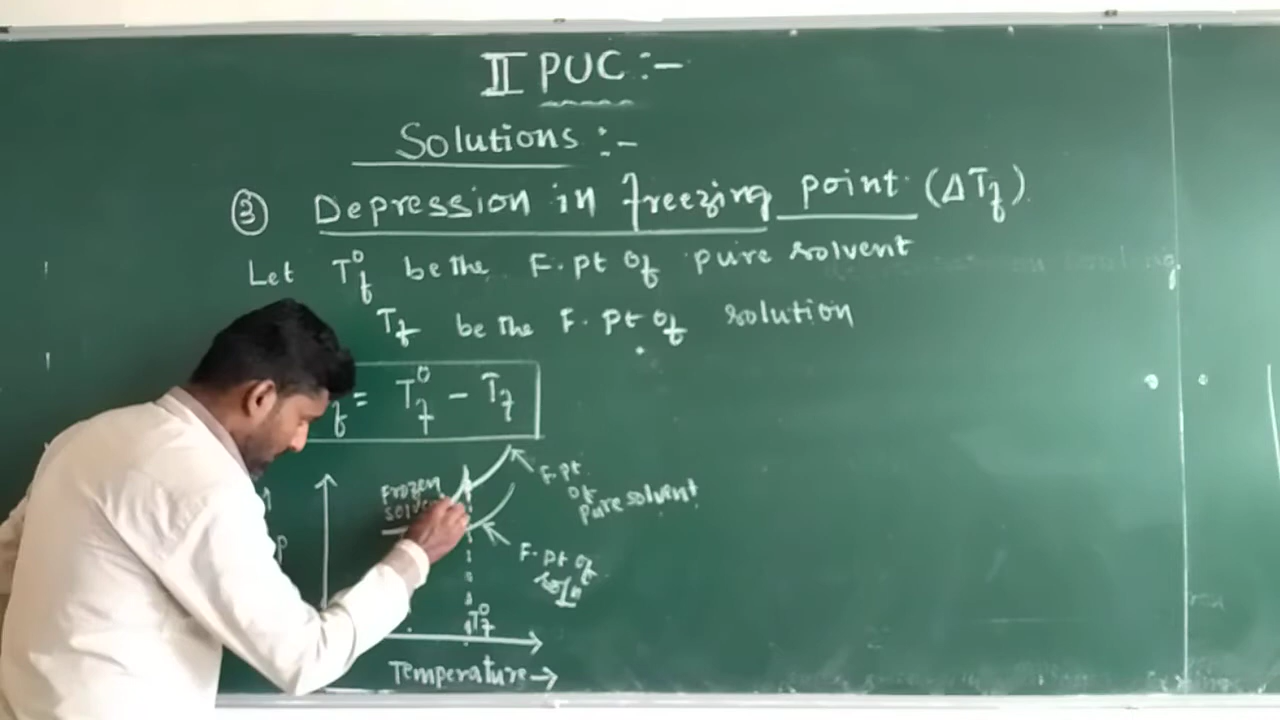 II PUC :-
Solutions :-
③ Depression in freezing point (ΔTf).
Let T°f be the F.pt of pure solvent
Tf be the F.pt of solution
f = T°f - Tf
Frozen
F.pt
of
pure solvent
F.pt of
soln
T°f
Temperature →